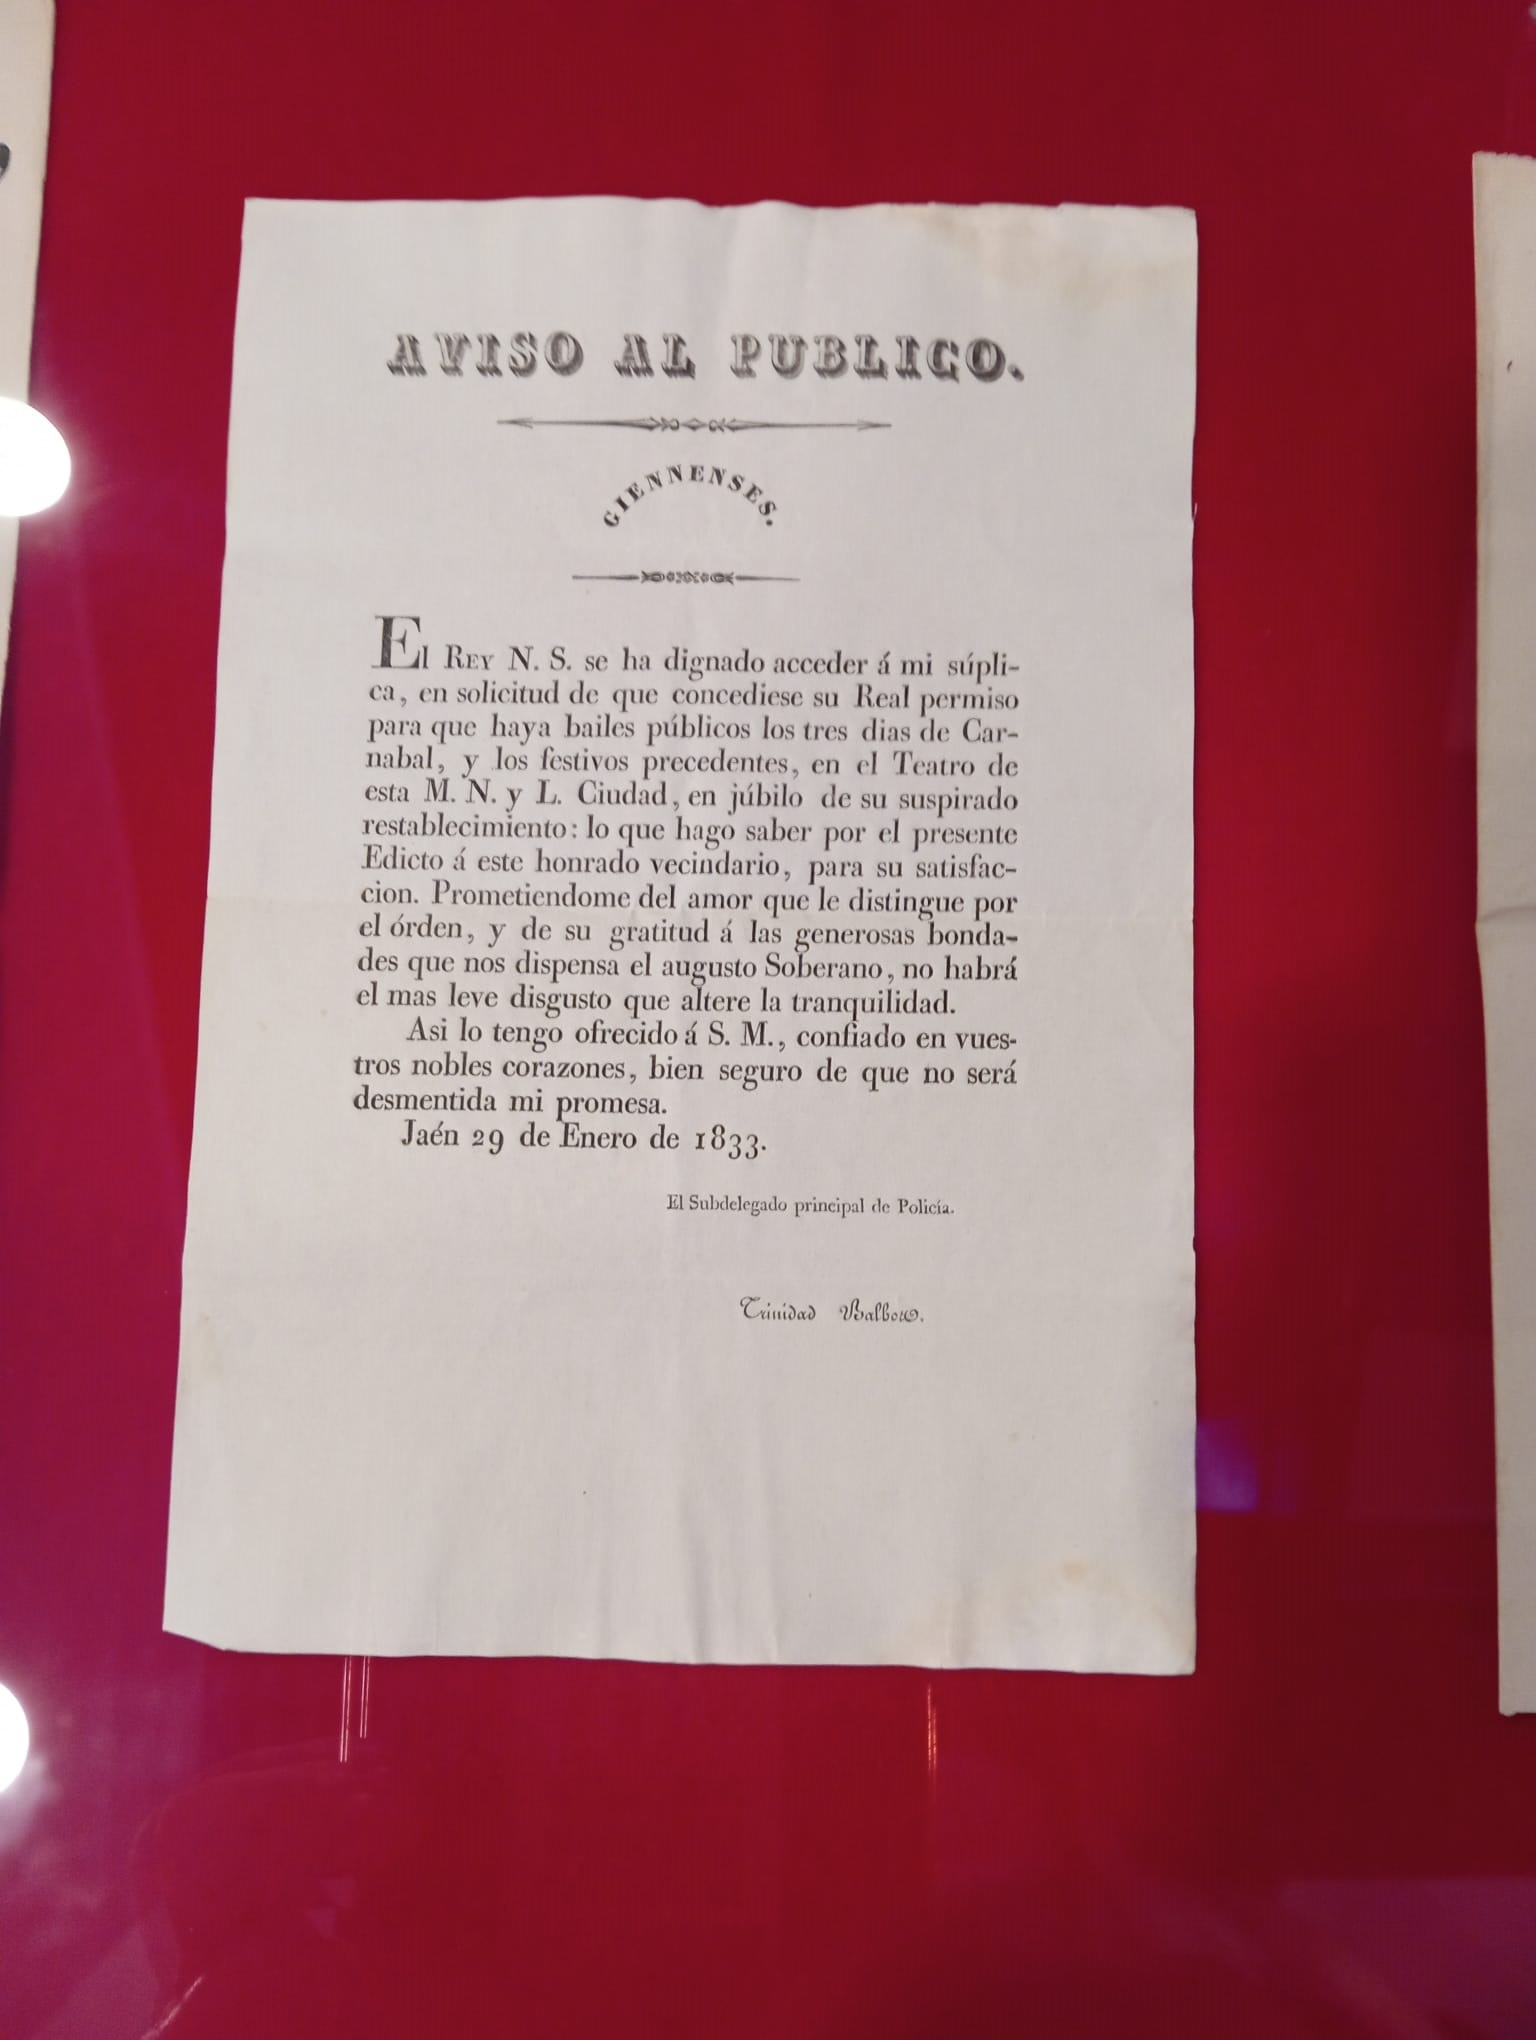 AVISO AL PUBLICO.
GIENNENSES.
El Rey N. S. se ha dignado acceder á mi súpli-
ca, en solicitud de que concediese su Real permiso
para que haya bailes públicos los tres dias de Car-
nabal, y los festivos precedentes, en el Teatro de
esta M. N. y L. Ciudad, en júbilo de su suspirado
restablecimiento: lo que hago saber por el presente
Edicto á este honrado vecindario, para su satisfac-
cion. Prometiendome del amor que le distingue por
el órden, y de su gratitud á las generosas bonda-
des que nos dispensa el augusto Soberano, no habrá
el mas leve disgusto que altere la tranquilidad.
Asi lo tengo ofrecido á S. M., confiado en vues-
tros nobles corazones, bien seguro de que no será
desmentida mi promesa.
Jaén 29 de Enero de 1833.
El Subdelegado principal de Policía.
Trinidad